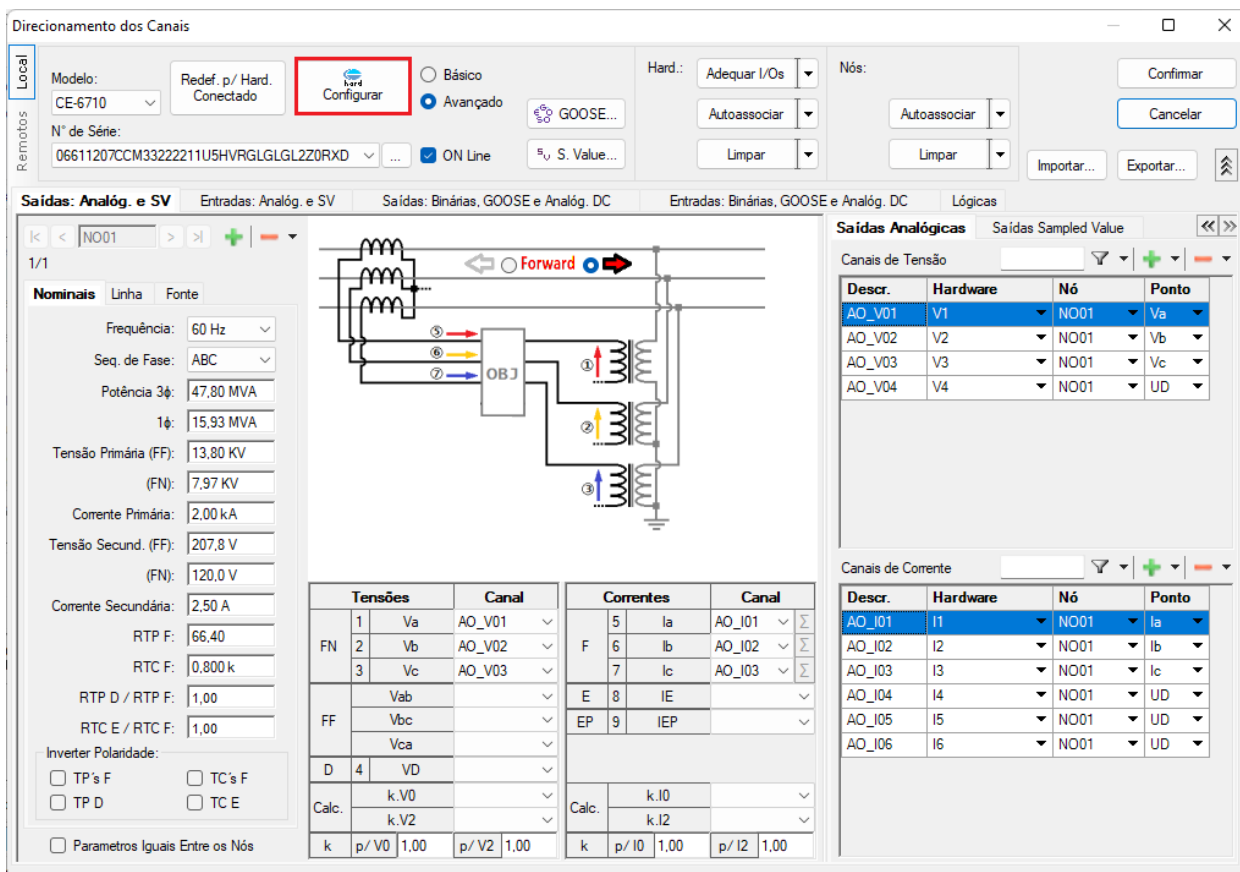 Direcionamento dos Canais
Local
Remotos
Modelo:
CE-6710
Redef. p/ Hard.
Conectado
hard
Configurar
Básico
Avançado
GOOSE...
Hard.:
Adequar I/Os
Nós:
Confirmar
Autoassociar
Autoassociar
Cancelar
N° de Série:
06611207CCM33222211U5HVRGLGLGL2Z0RXD
...
ON Line
S. Value...
Limpar
Limpar
Importar...
Exportar...
Saídas: Analóg. e SV
Entradas: Analóg. e SV
Saídas: Binárias, GOOSE e Analóg. DC
Entradas: Binárias, GOOSE e Analóg. DC
Lógicas
NO01
1/1
Nominais
Linha
Fonte
Frequência: 60 Hz
Seq. de Fase: ABC
Potência 3ϕ: 47,80 MVA
1ϕ: 15,93 MVA
Tensão Primária (FF): 13,80 KV
(FN): 7,97 KV
Corrente Primária: 2,00 kA
Tensão Secund. (FF): 207,8 V
(FN): 120,0 V
Corrente Secundária: 2,50 A
RTP F: 66,40
RTC F: 0,800 k
RTP D / RTP F: 1,00
RTC E / RTC F: 1,00
Inverter Polaridade:
TP´s F
TC´s F
TP D
TC E
Parametros Iguais Entre os Nós
Forward
⑤
⑥
⑦
OBJ
①
②
③
Tensões Canal
FN
1 Va AO_V01
2 Vb AO_V02
3 Vc AO_V03
FF
Vab
Vbc
Vca
D 4 VD
Calc.
k.V0
k.V2
k p/ V0 1,00 p/ V2 1,00
Correntes Canal
F
5 Ia AO_I01 Σ
6 Ib AO_I02 Σ
7 Ic AO_I03 Σ
E 8 IE
EP 9 IEP
Calc.
k.I0
k.I2
k p/ I0 1,00 p/ I2 1,00
Saídas Analógicas
Saídas Sampled Value
Canais de Tensão
Descr. Hardware Nó Ponto
AO_V01 V1 NO01 Va
AO_V02 V2 NO01 Vb
AO_V03 V3 NO01 Vc
AO_V04 V4 NO01 UD
Canais de Corrente
Descr. Hardware Nó Ponto
AO_I01 I1 NO01 Ia
AO_I02 I2 NO01 Ib
AO_I03 I3 NO01 Ic
AO_I04 I4 NO01 UD
AO_I05 I5 NO01 UD
AO_I06 I6 NO01 UD